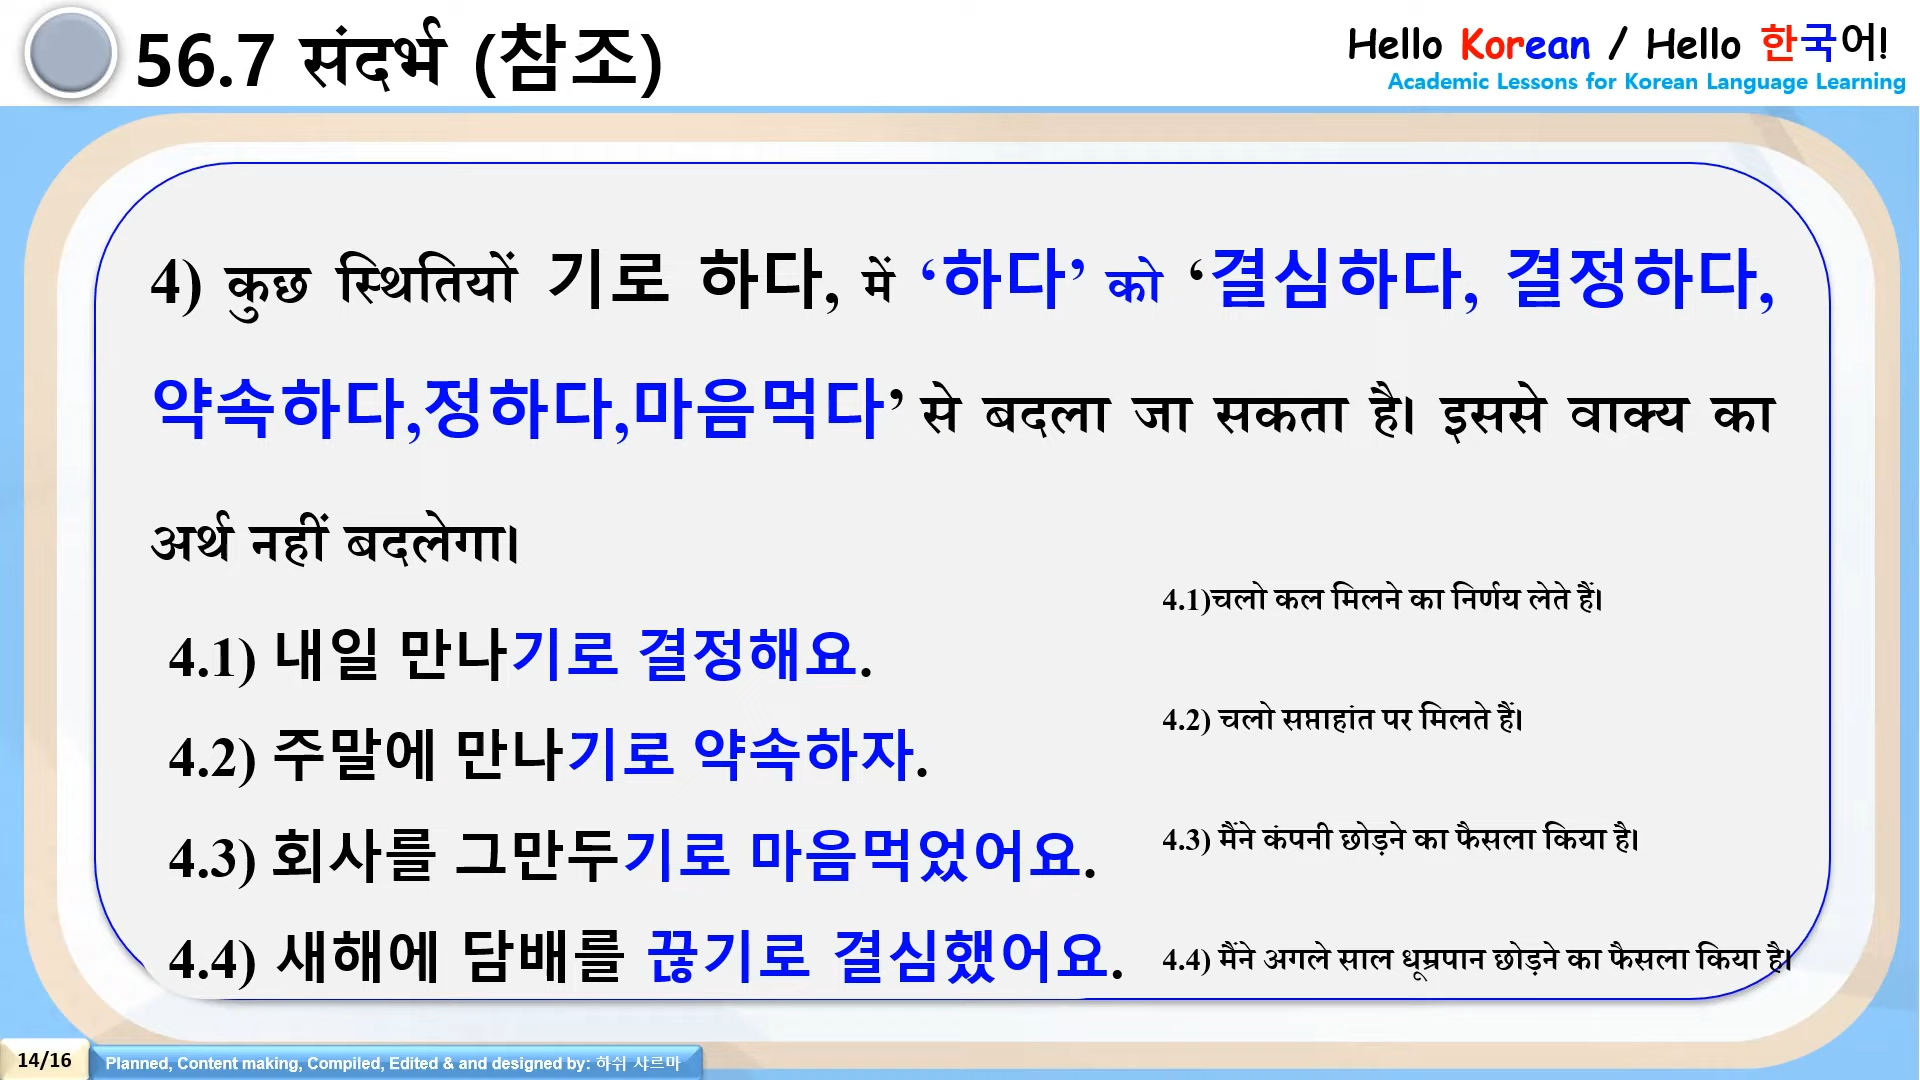 56.7 संदर्भ (참조)
Hello Korean / Hello 한국어!
Academic Lessons for Korean Language Learning
4) कुछ स्थितियों 기로 하다, में ‘하다’ को ‘결심하다, 결정하다,
약속하다,정하다,마음먹다’ से बदला जा सकता है। इससे वाक्य का
अर्थ नहीं बदलेगा।
4.1) 내일 만나기로 결정해요.
4.2) 주말에 만나기로 약속하자.
4.3) 회사를 그만두기로 마음먹었어요.
4.4) 새해에 담배를 끊기로 결심했어요.
4.1)चलो कल मिलने का निर्णय लेते हैं।
4.2) चलो सप्ताहांत पर मिलते हैं।
4.3) मैंने कंपनी छोड़ने का फैसला किया है।
4.4) मैंने अगले साल धूम्रपान छोड़ने का फैसला किया है।
14/16
Planned, Content making, Compiled, Edited & and designed by: 하쉬 샤르마